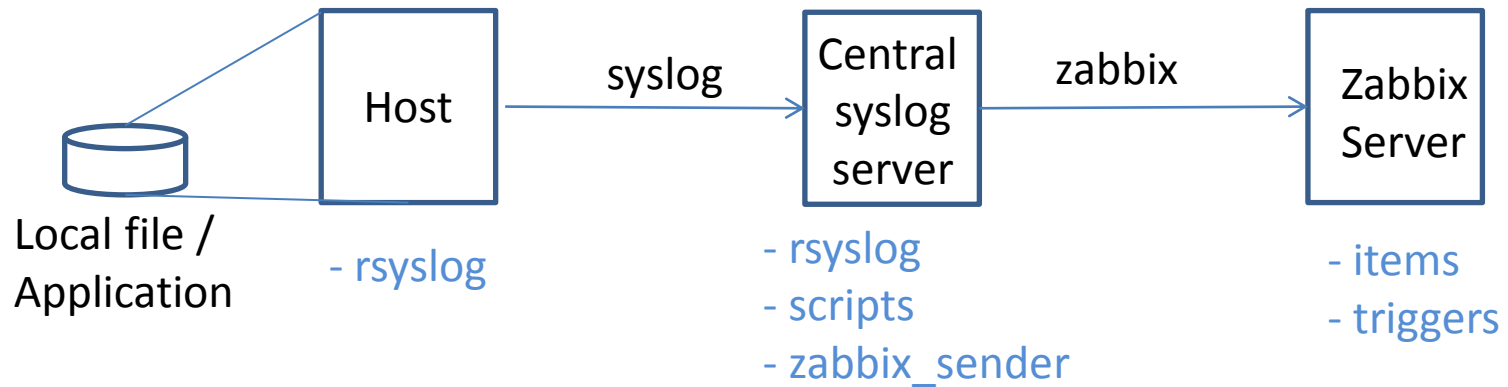 Local file /
Application
Host
- rsyslog
syslog
Central
syslog
server
- rsyslog
- scripts
- zabbix_sender
zabbix
Zabbix
Server
- items
- triggers